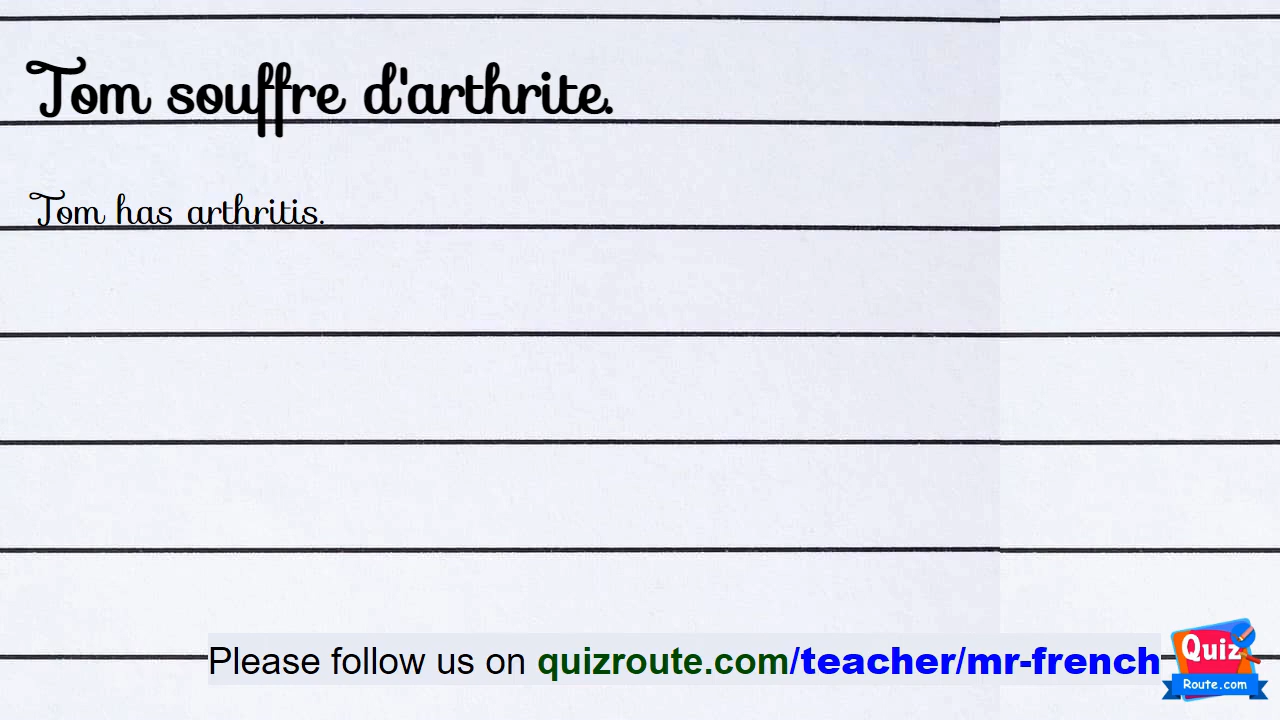 Tom souffre d'arthrite.
Tom has arthritis.
Please follow us on quizroute.com/teacher/mr-french
Quiz
Route.com